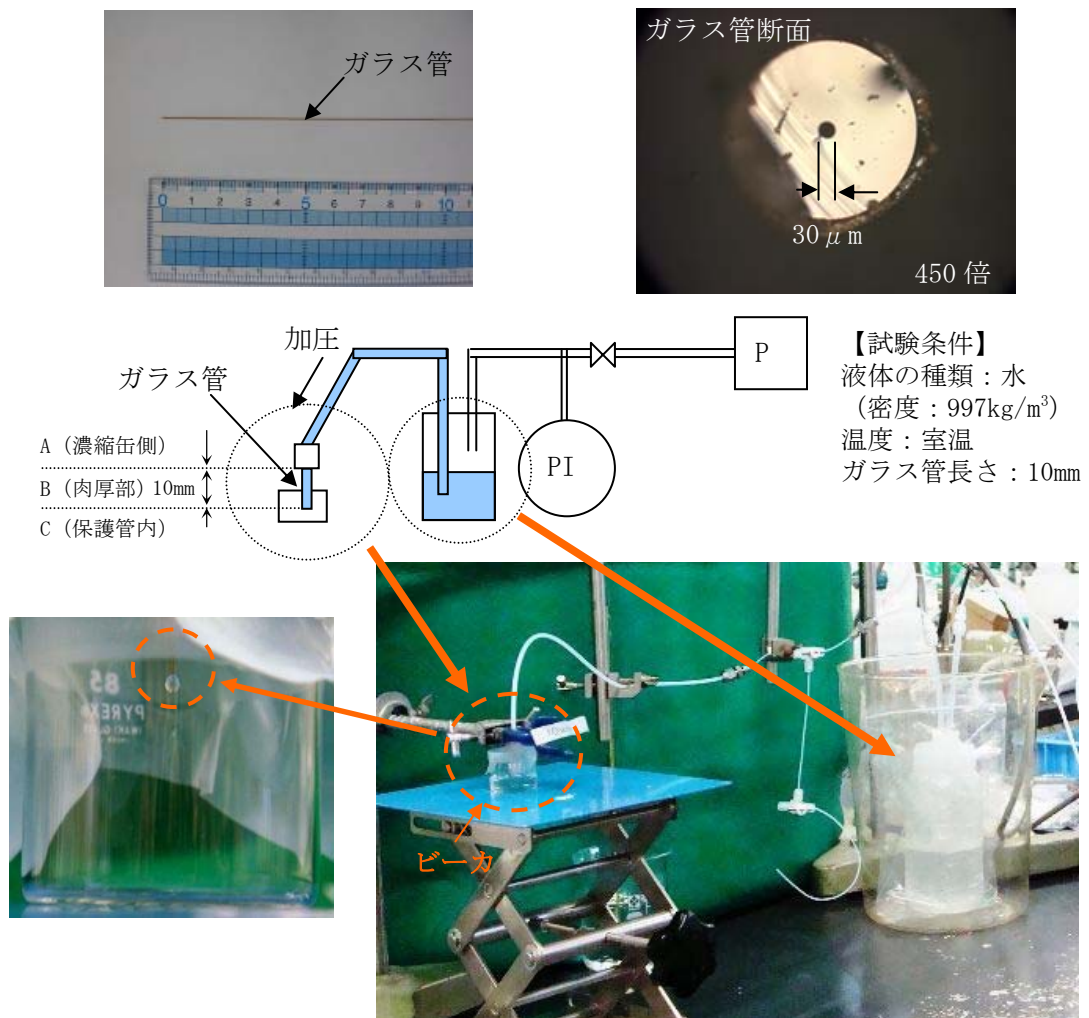 ガラス管
0 1 2 3 4 5 6 7 8 9 10
ガラス管断面
30μm
450倍
加圧
ガラス管
A（濃縮缶側）
B（肉厚部）10mm
C（保護管内）
P
PI
【試験条件】
液体の種類：水
（密度：997kg/m³）
温度：室温
ガラス管長さ：10mm
85
PYREX
ビーカ